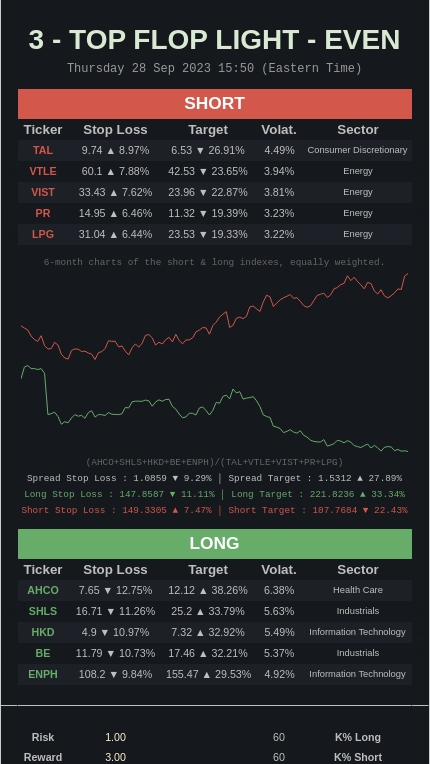 3 - TOP FLOP LIGHT - EVEN
Thursday 28 Sep 2023 15:50 (Eastern Time)
SHORT
Ticker Stop Loss Target Volat. Sector
TAL 9.74 ▲ 8.97% 6.53 ▼ 26.91% 4.49% Consumer Discretionary
VTLE 60.1 ▲ 7.88% 42.53 ▼ 23.65% 3.94% Energy
VIST 33.43 ▲ 7.62% 23.96 ▼ 22.87% 3.81% Energy
PR 14.95 ▲ 6.46% 11.32 ▼ 19.39% 3.23% Energy
LPG 31.04 ▲ 6.44% 23.53 ▼ 19.33% 3.22% Energy
6-month charts of the short & long indexes, equally weighted.
(AHCO+SHLS+HKD+BE+ENPH)/(TAL+VTLE+VIST+PR+LPG)
Spread Stop Loss : 1.0859 ▼ 9.29% | Spread Target : 1.5312 ▲ 27.89%
Long Stop Loss : 147.8587 ▼ 11.11% | Long Target : 221.8236 ▲ 33.34%
Short Stop Loss : 149.3305 ▲ 7.47% | Short Target : 107.7684 ▼ 22.43%
LONG
Ticker Stop Loss Target Volat. Sector
AHCO 7.65 ▼ 12.75% 12.12 ▲ 38.26% 6.38% Health Care
SHLS 16.71 ▼ 11.26% 25.2 ▲ 33.79% 5.63% Industrials
HKD 4.9 ▼ 10.97% 7.32 ▲ 32.92% 5.49% Information Technology
BE 11.79 ▼ 10.73% 17.46 ▲ 32.21% 5.37% Industrials
ENPH 108.2 ▼ 9.84% 155.47 ▲ 29.53% 4.92% Information Technology
Risk 1.00 60 K% Long
Reward 3.00 60 K% Short